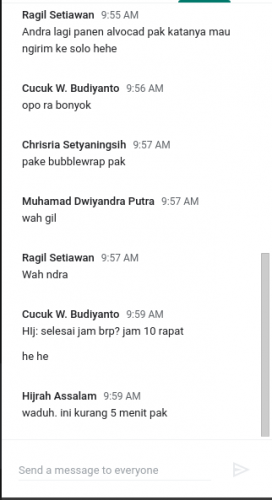 Ragil Setiawan 9:55 AM
Andra lagi panen alvocad pak katanya mau
ngirim ke solo hehe
Cucuk W. Budiyanto 9:56 AM
opo ra bonyok
Chrisria Setyaningsih 9:57 AM
pake bubblewrap pak
Muhamad Dwiyandra Putra 9:57 AM
wah gil
Ragil Setiawan 9:57 AM
Wah ndra
Cucuk W. Budiyanto 9:59 AM
HIj: selesai jam brp? jam 10 rapat
he he
Hijrah Assalam 9:59 AM
waduh. ini kurang 5 menit pak
Send a message to everyone